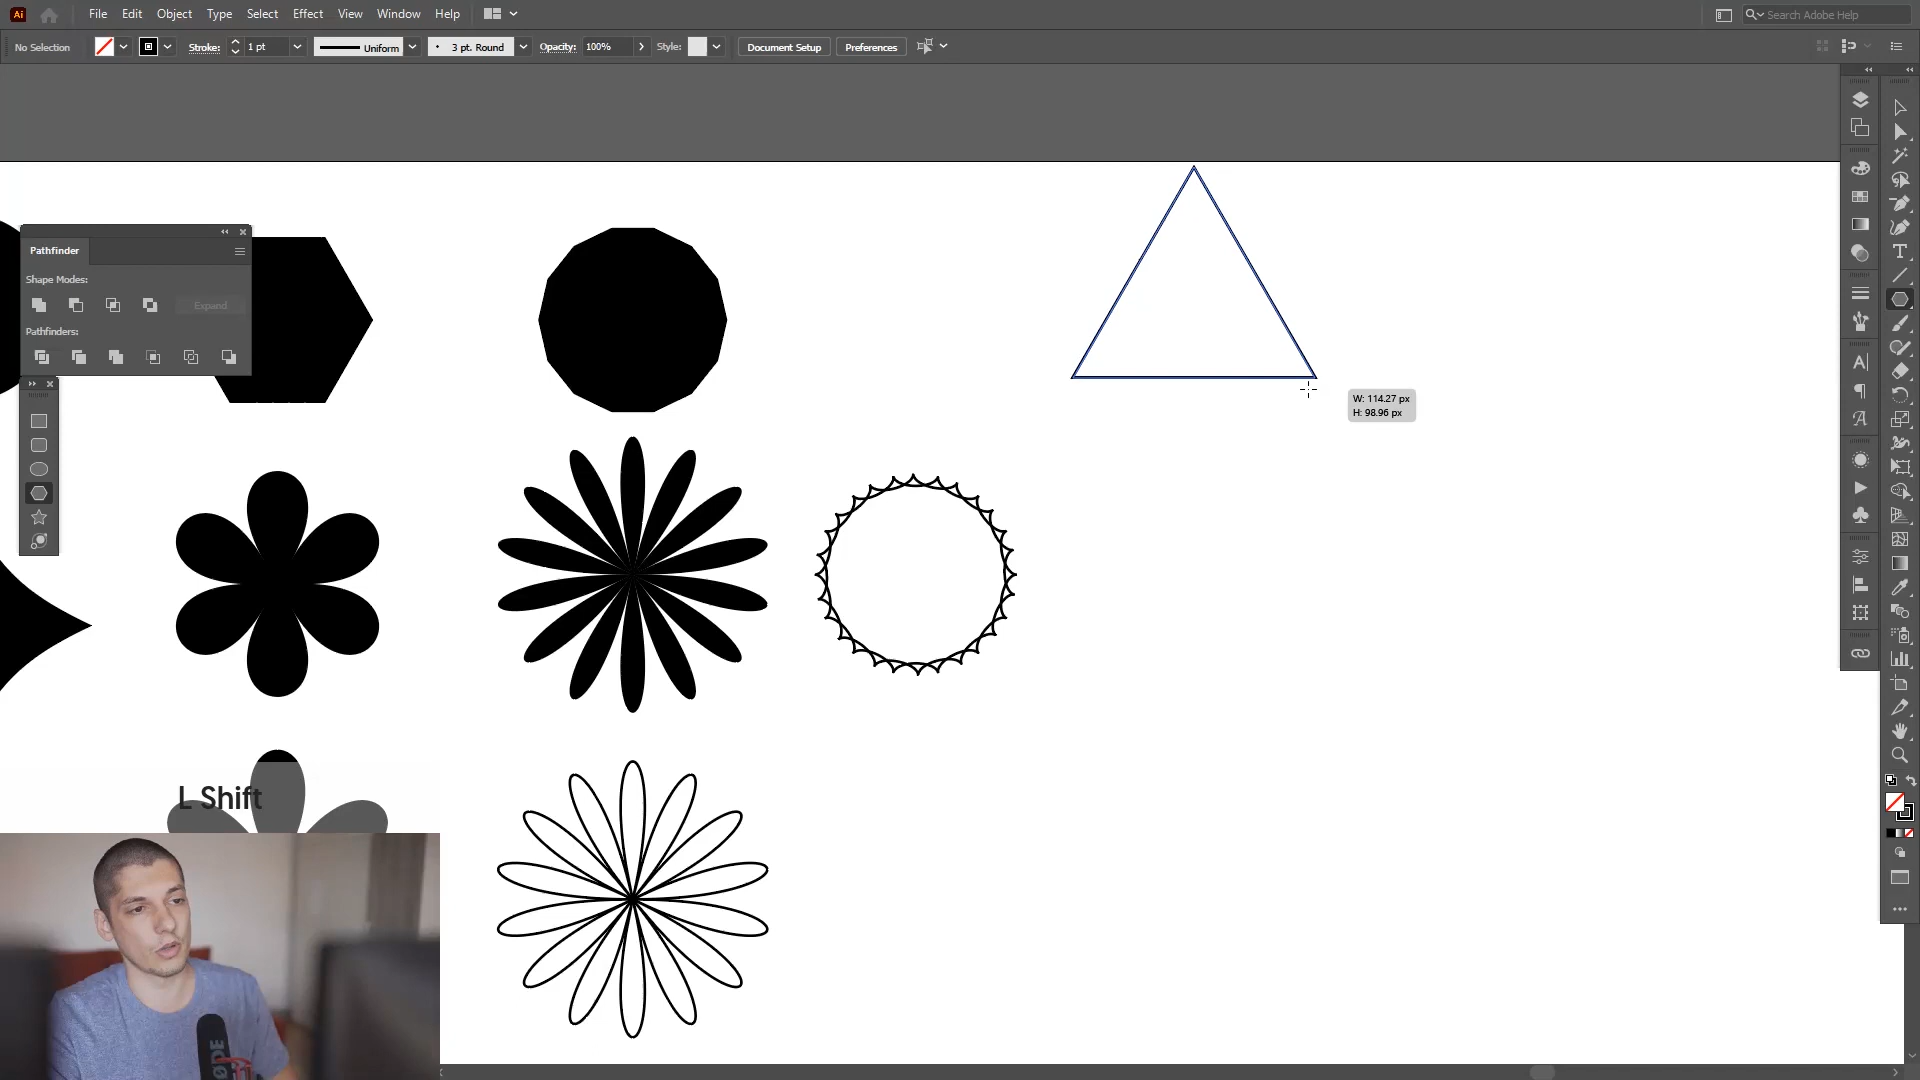 Ai File Edit Object Type Select Effect View Window Help Search Adobe Help
No Selection Stroke: 1 pt Uniform 3 pt. Round Opacity: 100% Style: Document Setup Preferences
Pathfinder
Shape Modes:
Expand
Pathfinders:
W: 114.27 px
H: 98.96 px
L Shift